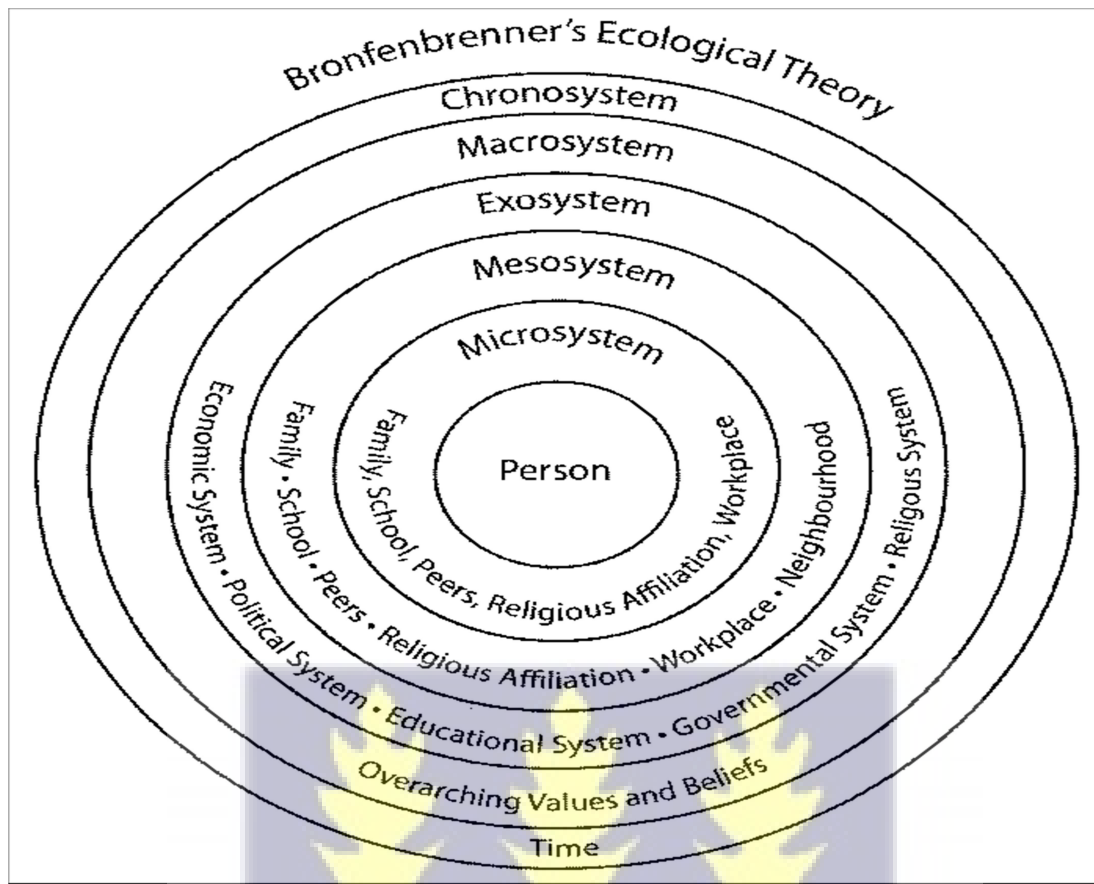 Bronfenbrenner's Ecological Theory
Chronosystem
Macrosystem
Exosystem
Mesosystem
Microsystem
Person
Family, School, Peers, Religious Affiliation, Workplace
Family • School • Peers • Religious Affiliation • Workplace • Neighbourhood
Economic System • Political System • Educational System • Governmental System • Religous System
Overarching Values and Beliefs
Time